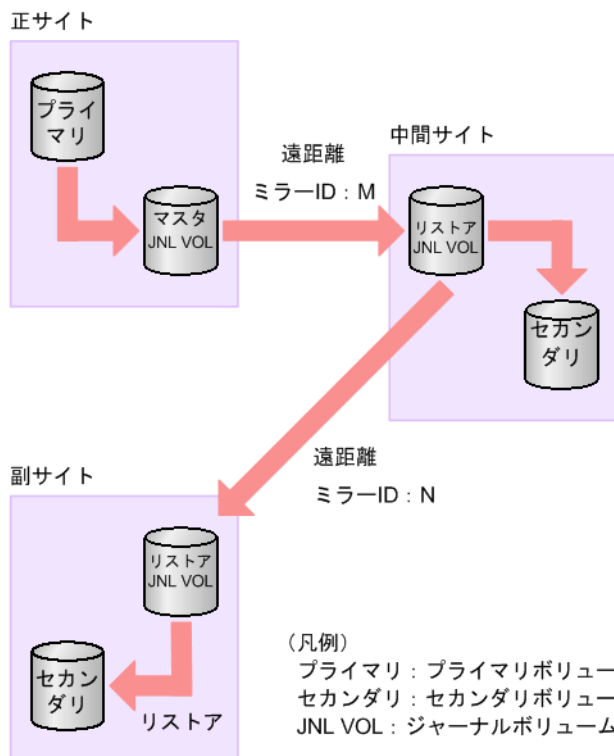 正サイト
プライ
マリ
マスタ
JNL VOL
遠距離
ミラーID：M
中間サイト
リストア
JNL VOL
セカン
ダリ
遠距離
ミラーID：N
副サイト
リストア
JNL VOL
セカン
ダリ
リストア
（凡例）
プライマリ：プライマリボリュー
セカンダリ：セカンダリボリュー
JNL VOL：ジャーナルボリューム